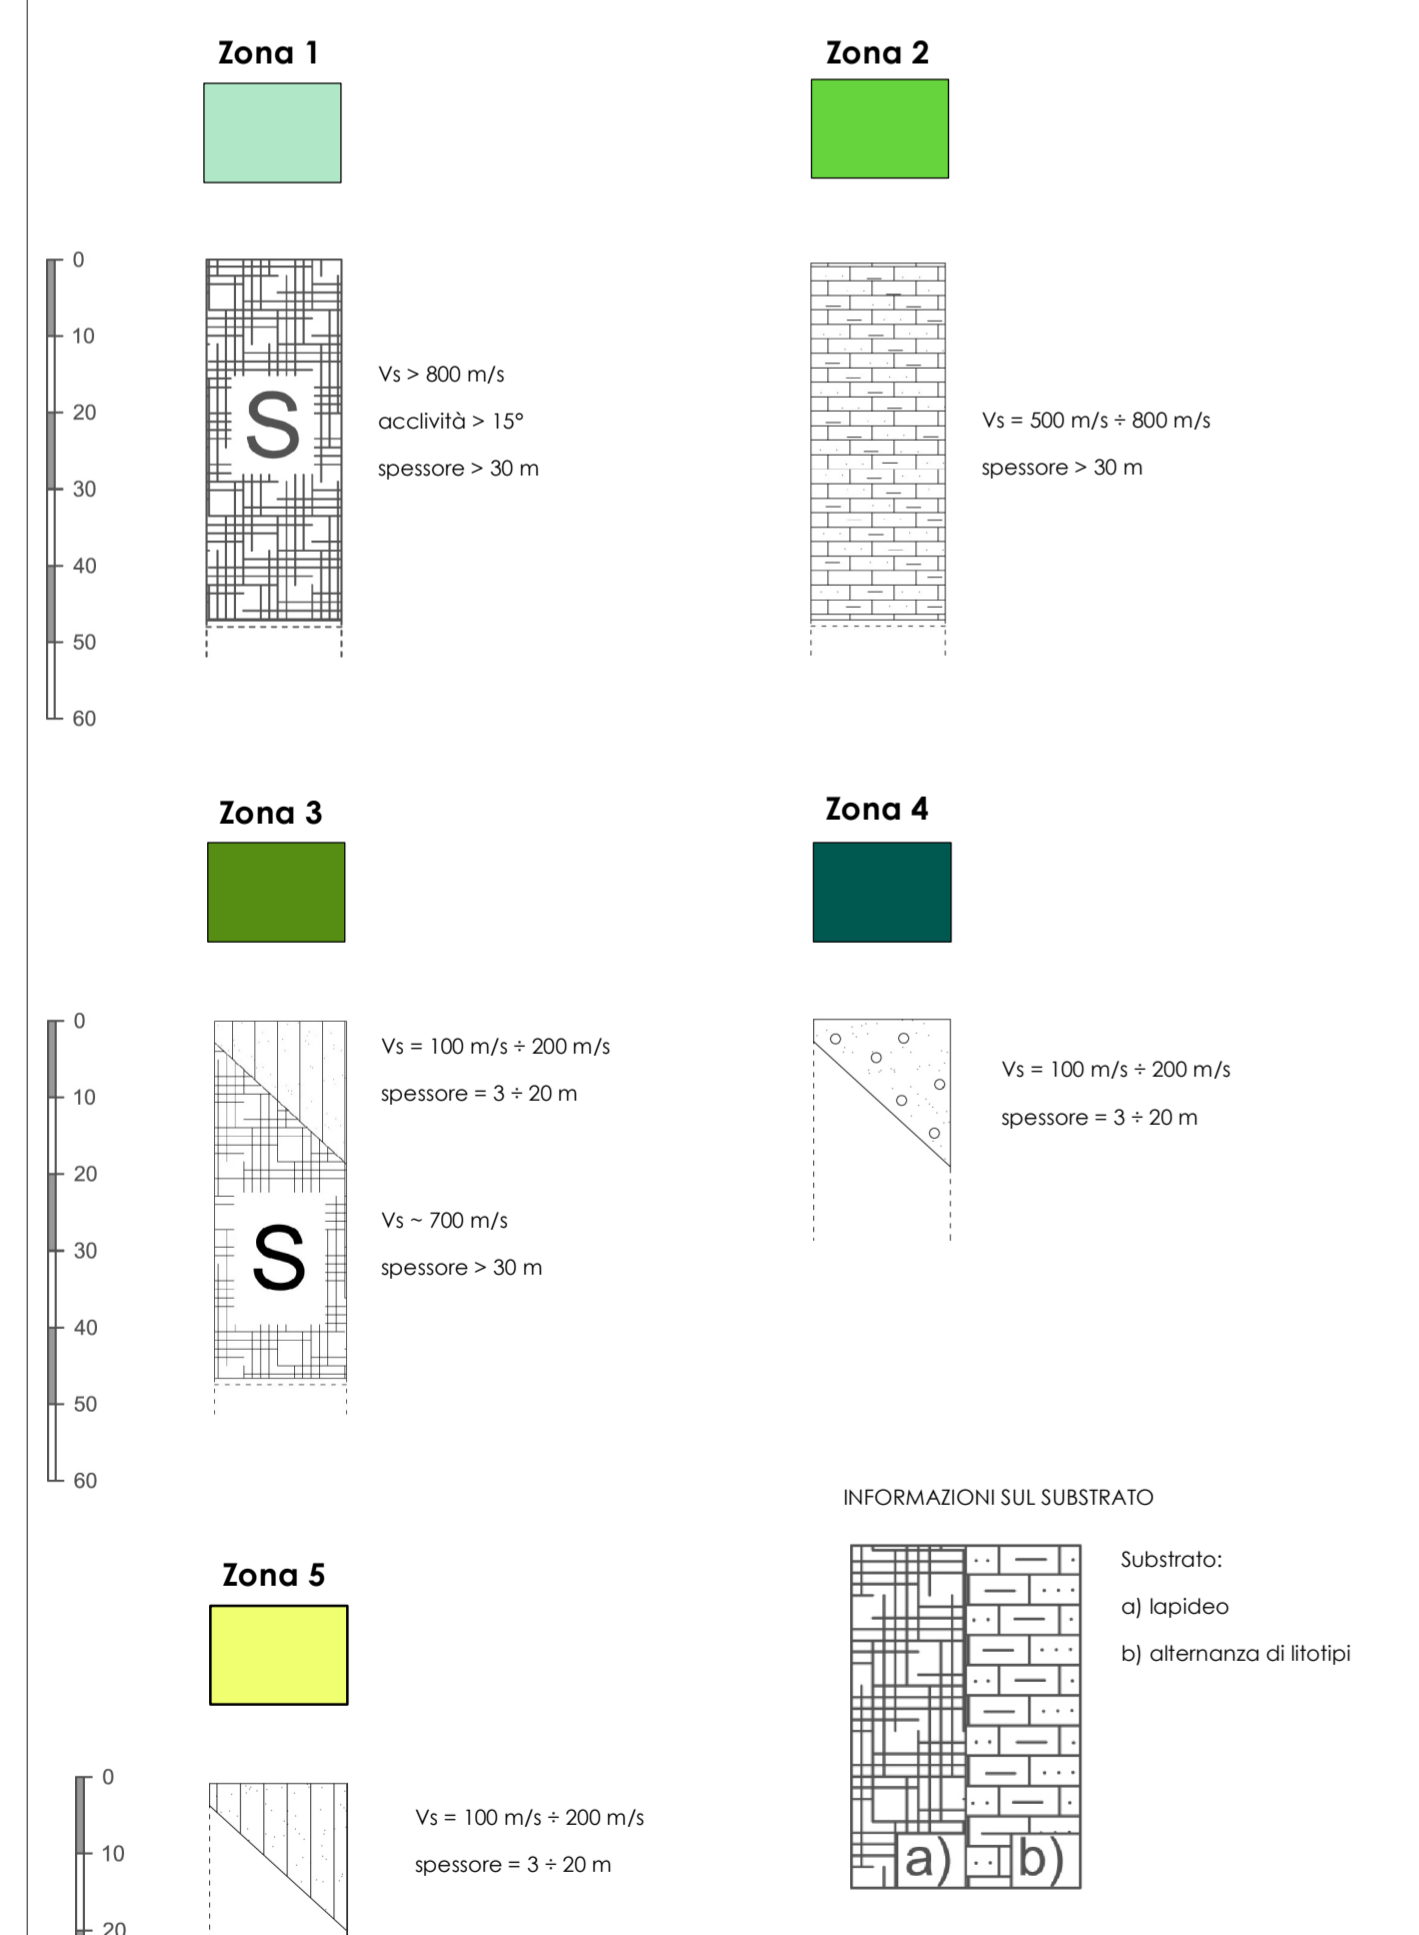 Zona 1
0
10
20
30
40
50
60
S
Vs > 800 m/s
acclività > 15°
spessore > 30 m
Zona 2
Vs = 500 m/s ÷ 800 m/s
spessore > 30 m
Zona 3
0
10
20
30
40
50
60
S
Vs = 100 m/s ÷ 200 m/s
spessore = 3 ÷ 20 m
Vs ~ 700 m/s
spessore > 30 m
Zona 4
Vs = 100 m/s ÷ 200 m/s
spessore = 3 ÷ 20 m
Zona 5
0
10
20
Vs = 100 m/s ÷ 200 m/s
spessore = 3 ÷ 20 m
INFORMAZIONI SUL SUBSTRATO
a) b)
Substrato:
a) lapideo
b) alternanza di litotipi